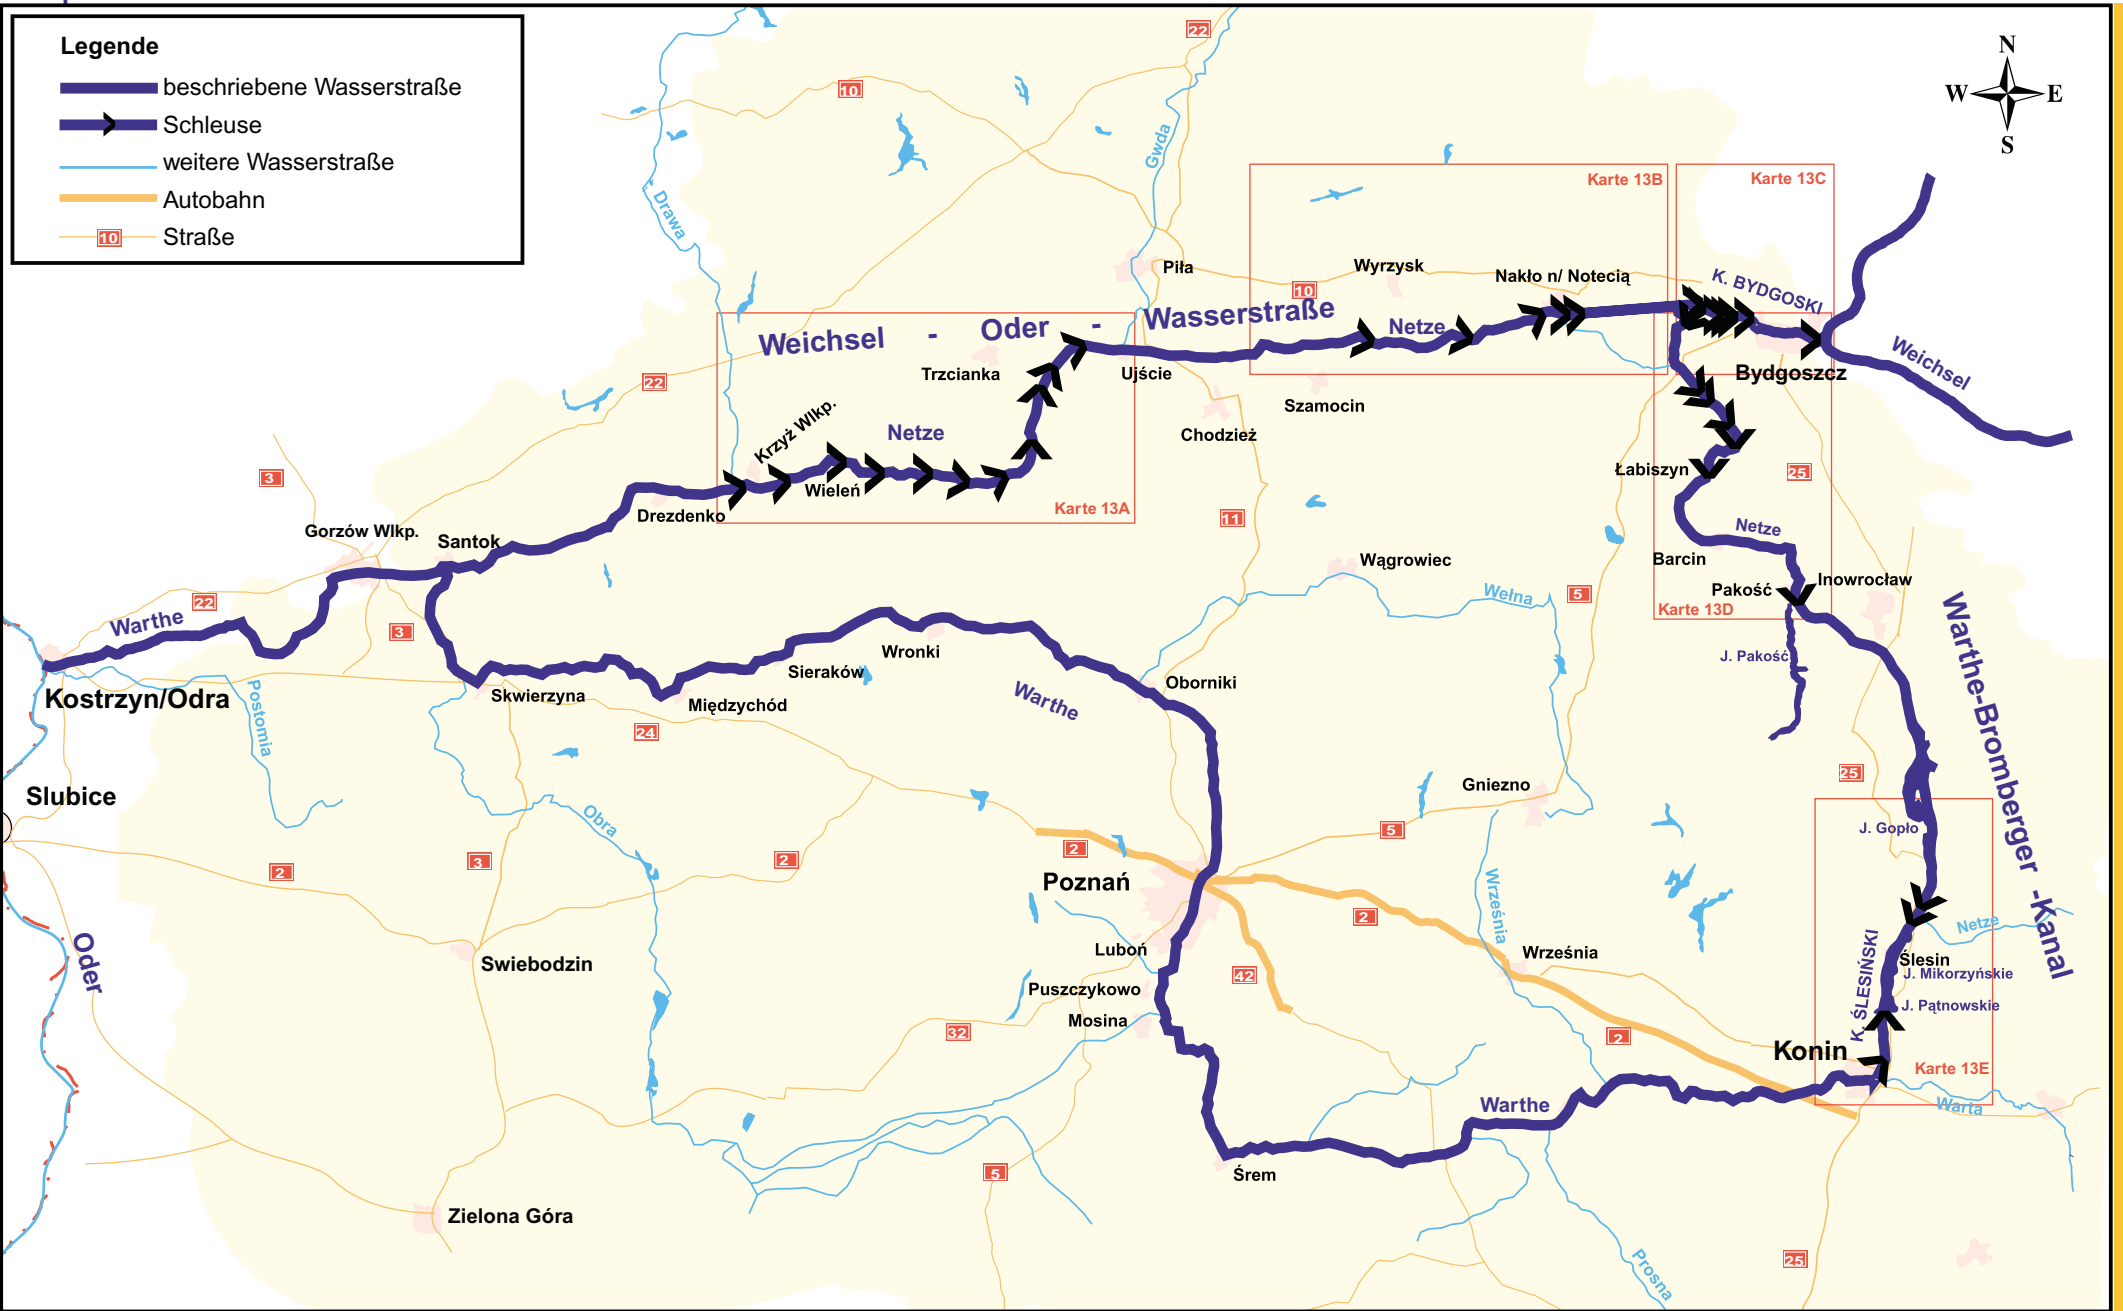 Legende
beschriebene Wasserstraße
Schleuse
weitere Wasserstraße
Autobahn
10
Straße
N
W
E
S
22
10
Gwda
Drawa
Karte 13B
Karte 13C
Piła
Wyrzysk
Nakło n/ Notecią
K. BYDGOSKI
10
Weichsel - Oder - Wasserstraße
Netze
Trzcianka
Ujście
Bydgoszcz
Weichsel
22
Szamocin
Krzyż Wlkp.
Netze
Chodzież
Łabiszyn
25
3
Wieleń
Karte 13A
Drezdenko
11
Netze
Gorzów Wlkp.
Santok
Barcin
Wągrowiec
Inowrocław
Pakość
Karte 13D
Wełna
5
22
Warthe
3
Warthe-Bromberger -Kanal
Wronki
Sieraków
J. Pakość
Kostrzyn/Odra
Postomia
Skwierzyna
Międzychód
Warthe
Oborniki
24
25
Slubice
Gniezno
Obra
J. Gopło
5
2
3
2
2
Poznań
2
Września
Netze
Oder
Luboń
Września
Swiebodzin
42
Ślesin
J. Mikorzyńskie
K. ŚLESIŃSKI
Puszczykowo
J. Pątnowskie
Mosina
32
2
Konin
Karte 13E
Warthe
Warta
5
Śrem
Zielona Góra
25
Prosna